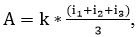 A = k * (i₁+i₂+i₃)/3,